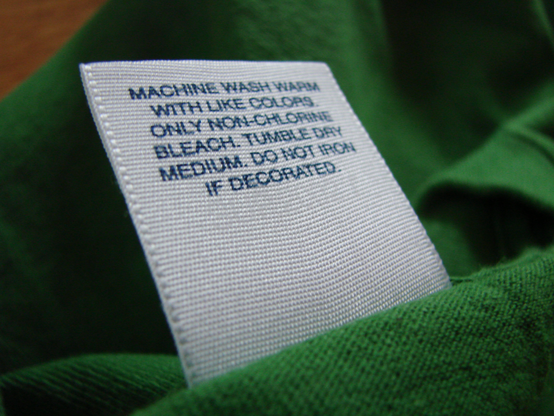 MACHINE WASH WARM
WITH LIKE COLORS.
ONLY NON-CHLORINE
BLEACH. TUMBLE DRY
MEDIUM. DO NOT IRON
IF DECORATED.